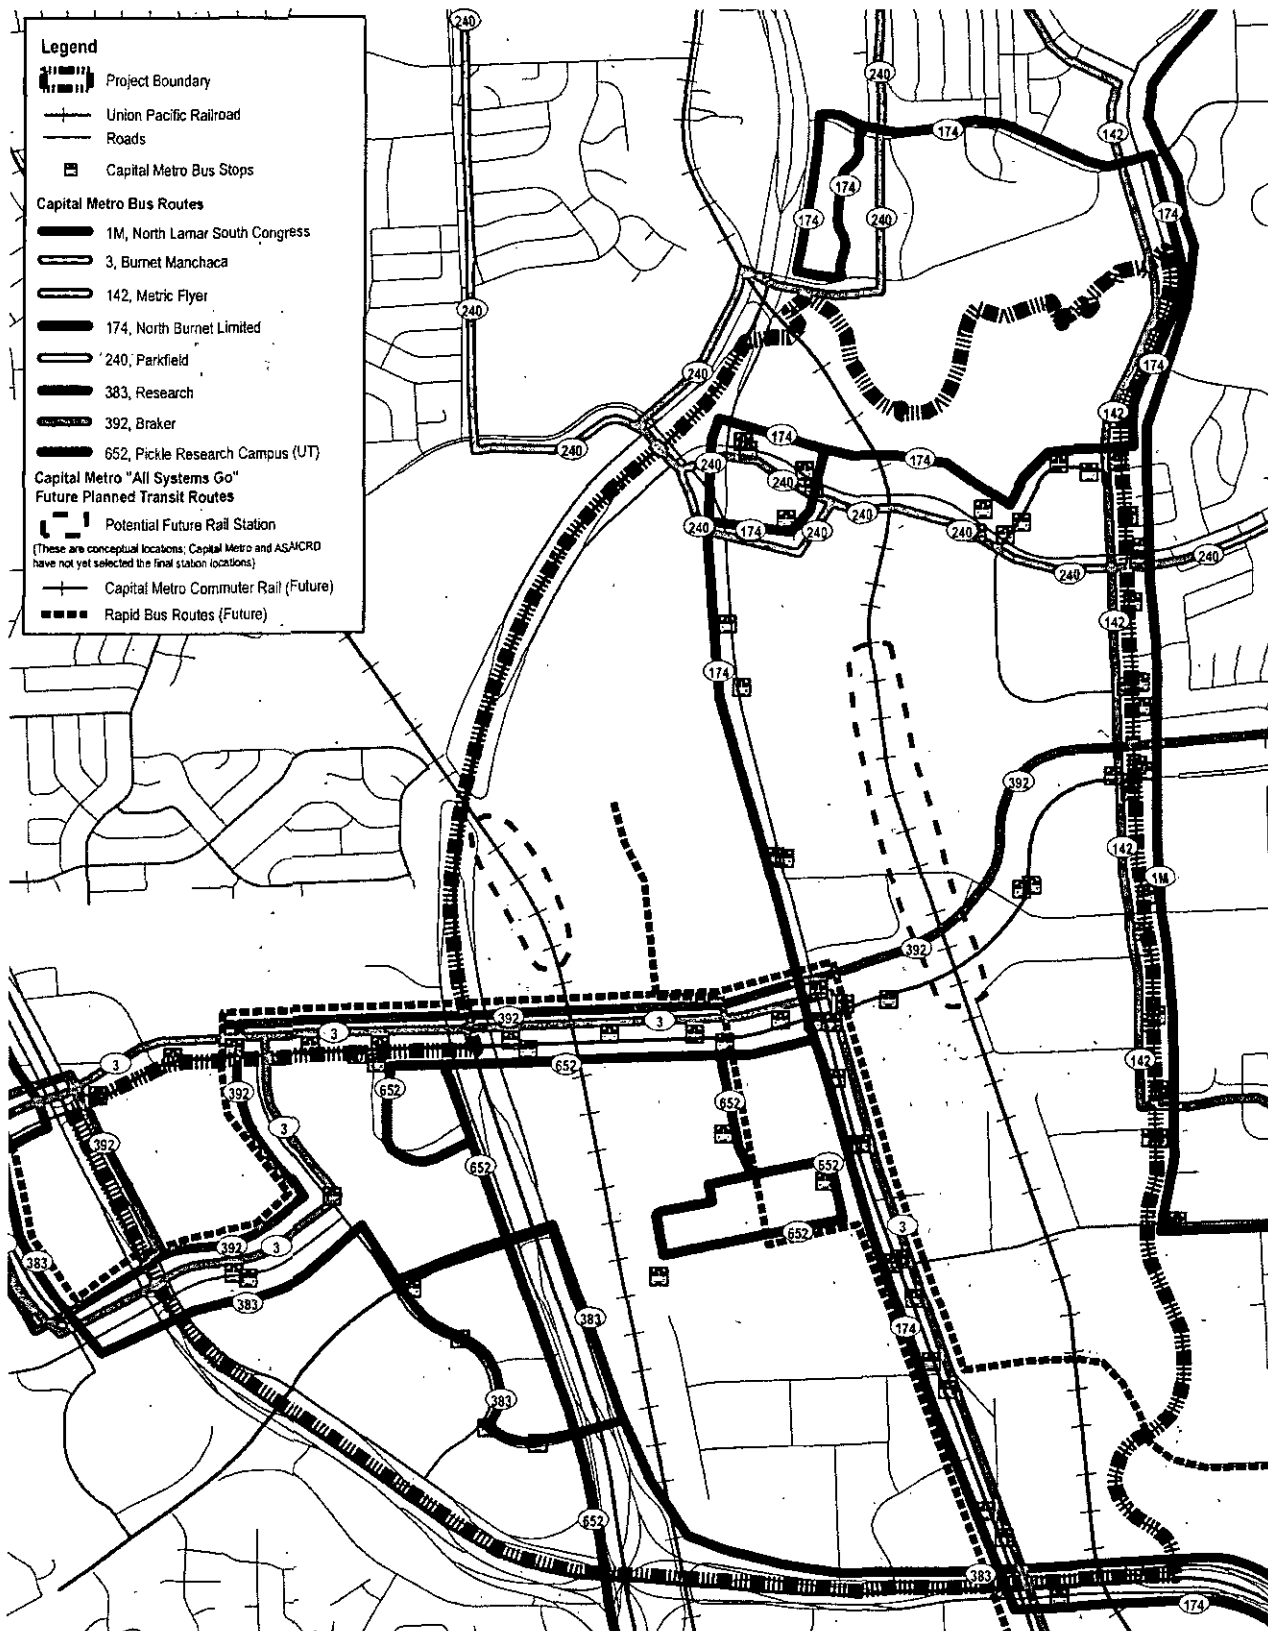 Legend
Project Boundary
Union Pacific Railroad
Roads
Capital Metro Bus Stops
Capital Metro Bus Routes
1M, North Lamar South Congress
3, Burnet Manchaca
142, Metric Flyer
174, North Burnet Limited
240, Parkfield
383, Research
392, Braker
652, Pickle Research Campus (UT)
Capital Metro "All Systems Go"
Future Planned Transit Routes
Potential Future Rail Station
(These are conceptual locations; Capital Metro and ASA/CRD
have not yet selected the final station locations)
Capital Metro Commuter Rail (Future)
Rapid Bus Routes (Future)
240
240
142
174
174
174
240
174
240
174
240
142
174
240
174
240
240
174
240
240
174
240
240
240
240
142
174
392
142
1M
392
392
3
3
3
142
652
652
392
652
3
392
652
652
3
652
392
3
383
383
383
174
383
652
383
174